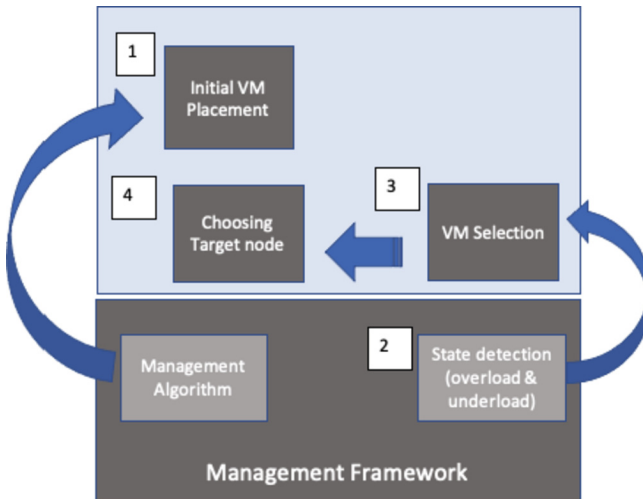 1
Initial VM
Placement
4
Choosing
Target node
3
VM Selection
Management
Algorithm
2
State detection
(overload &
underload)
Management Framework